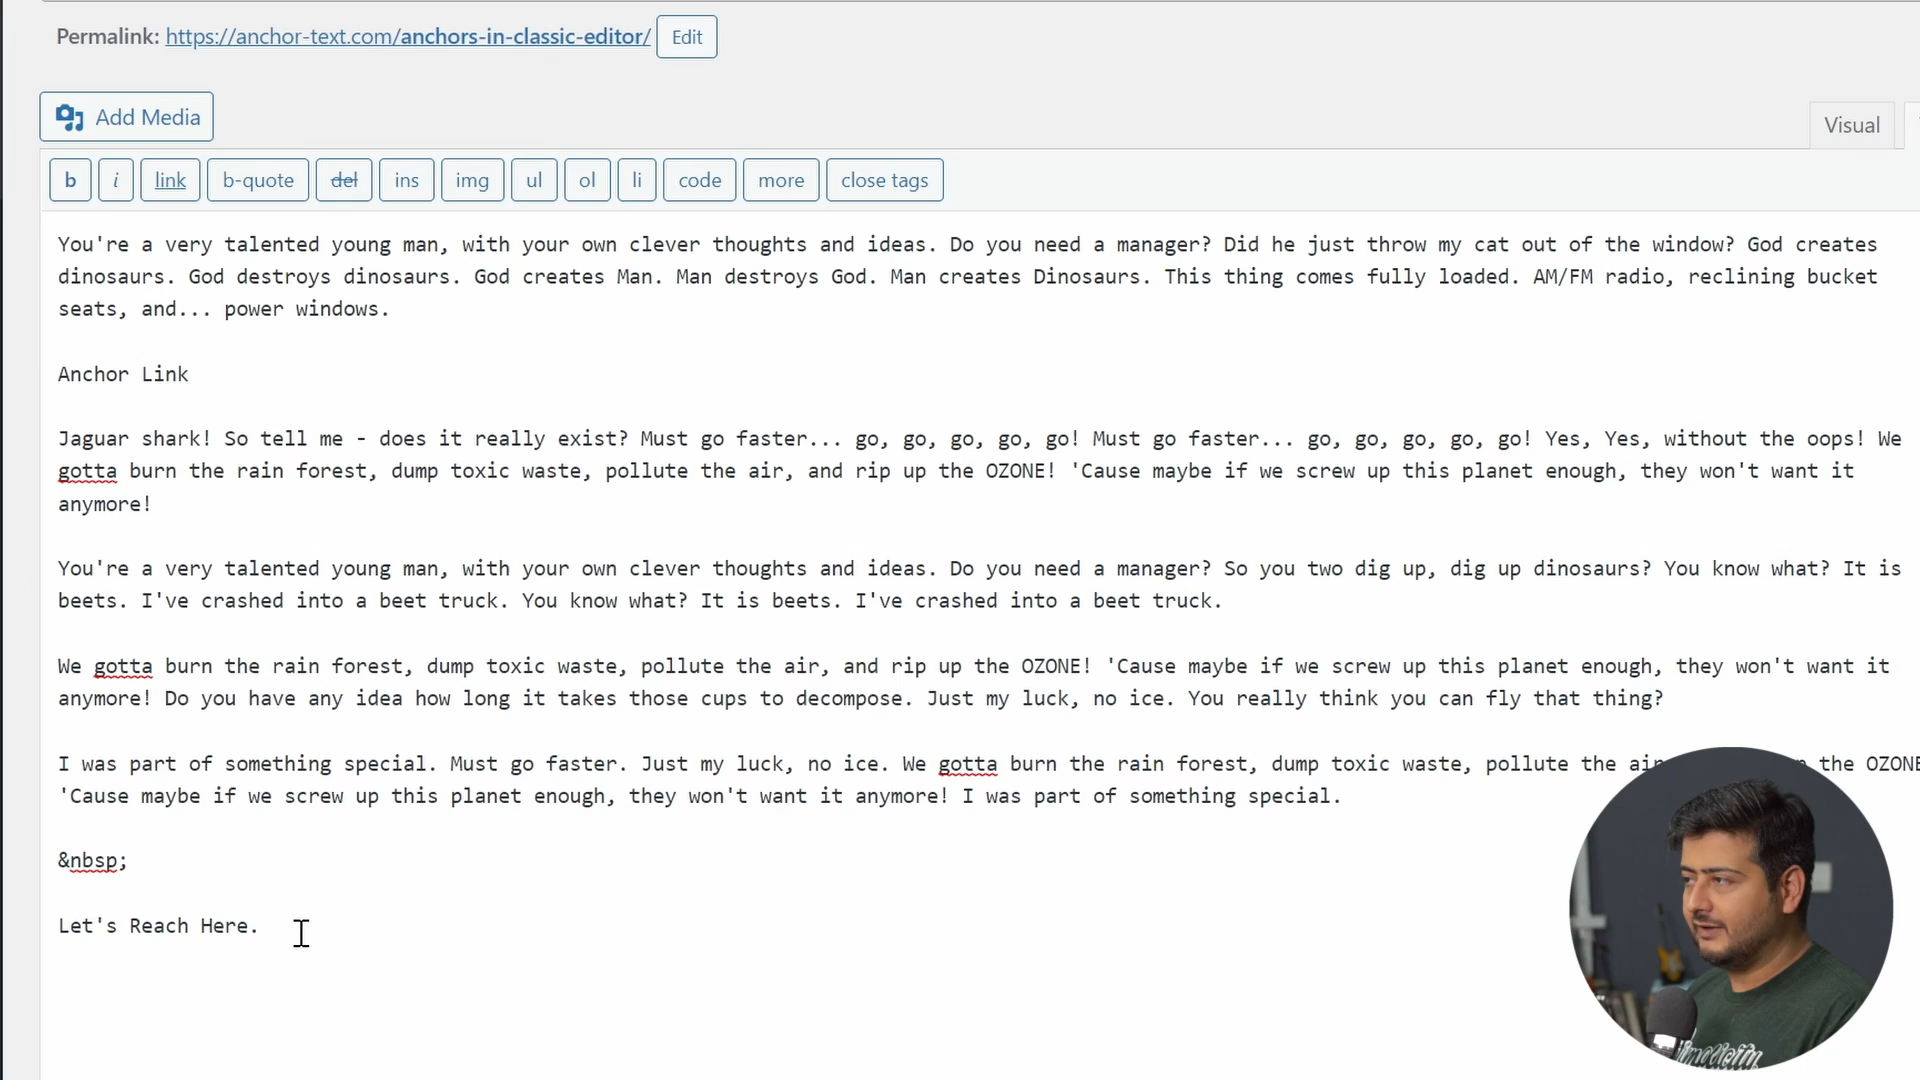 Permalink: https://anchor-text.com/anchors-in-classic-editor/ Edit
Add Media
Visual
b i link b-quote del ins img ul ol li code more close tags
You're a very talented young man, with your own clever thoughts and ideas. Do you need a manager? Did he just throw my cat out of the window? God creates
dinosaurs. God destroys dinosaurs. God creates Man. Man destroys God. Man creates Dinosaurs. This thing comes fully loaded. AM/FM radio, reclining bucket
seats, and... power windows.
Anchor Link
Jaguar shark! So tell me - does it really exist? Must go faster... go, go, go, go, go! Must go faster... go, go, go, go, go! Yes, Yes, without the oops! We
gotta burn the rain forest, dump toxic waste, pollute the air, and rip up the OZONE! 'Cause maybe if we screw up this planet enough, they won't want it
anymore!
You're a very talented young man, with your own clever thoughts and ideas. Do you need a manager? So you two dig up, dig up dinosaurs? You know what? It is
beets. I've crashed into a beet truck. You know what? It is beets. I've crashed into a beet truck.
We gotta burn the rain forest, dump toxic waste, pollute the air, and rip up the OZONE! 'Cause maybe if we screw up this planet enough, they won't want it
anymore! Do you have any idea how long it takes those cups to decompose. Just my luck, no ice. You really think you can fly that thing?
I was part of something special. Must go faster. Just my luck, no ice. We gotta burn the rain forest, dump toxic waste, pollute the air the OZONE
'Cause maybe if we screw up this planet enough, they won't want it anymore! I was part of something special.
&nbsp;
Let's Reach Here.